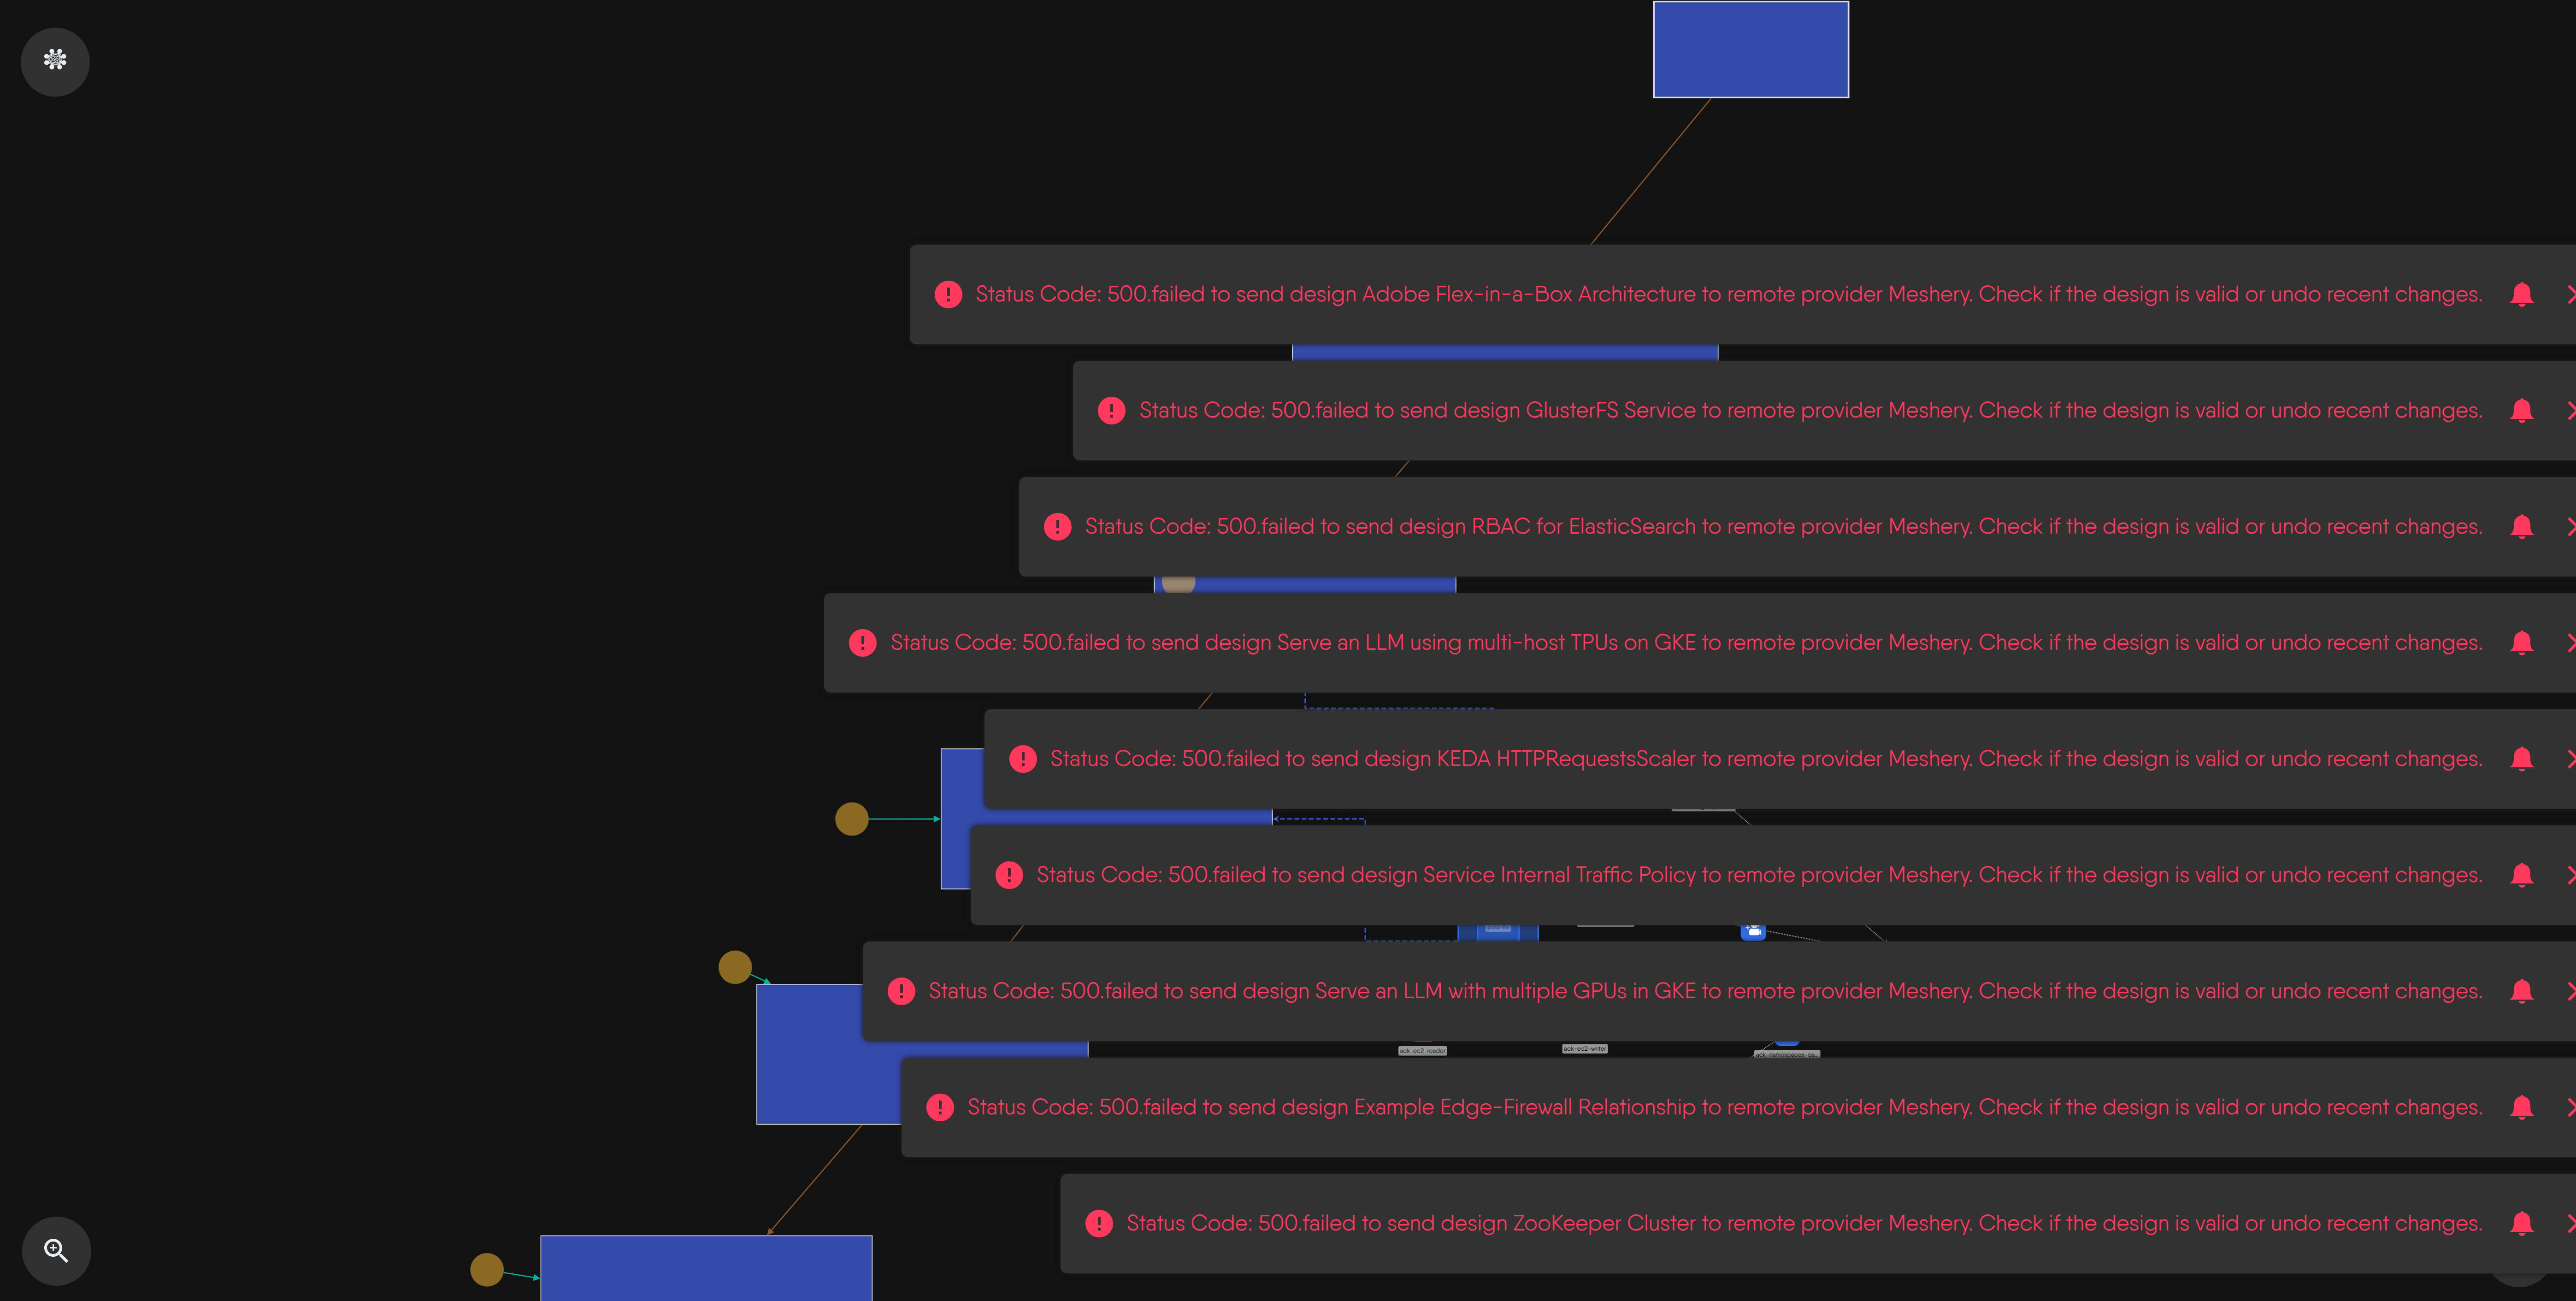 Status Code: 500.failed to send design Adobe Flex-in-a-Box Architecture to remote provider Meshery. Check if the design is valid or undo recent changes.
Status Code: 500.failed to send design GlusterFS Service to remote provider Meshery. Check if the design is valid or undo recent changes.
Status Code: 500.failed to send design RBAC for ElasticSearch to remote provider Meshery. Check if the design is valid or undo recent changes.
Status Code: 500.failed to send design Serve an LLM using multi-host TPUs on GKE to remote provider Meshery. Check if the design is valid or undo recent changes.
Status Code: 500.failed to send design KEDA HTTPRequestsScaler to remote provider Meshery. Check if the design is valid or undo recent changes.
Status Code: 500.failed to send design Service Internal Traffic Policy to remote provider Meshery. Check if the design is valid or undo recent changes.
Status Code: 500.failed to send design Serve an LLM with multiple GPUs in GKE to remote provider Meshery. Check if the design is valid or undo recent changes.
ack-ec2-reader
ack-ec2-writer
Status Code: 500.failed to send design Example Edge-Firewall Relationship to remote provider Meshery. Check if the design is valid or undo recent changes.
Status Code: 500.failed to send design ZooKeeper Cluster to remote provider Meshery. Check if the design is valid or undo recent changes.